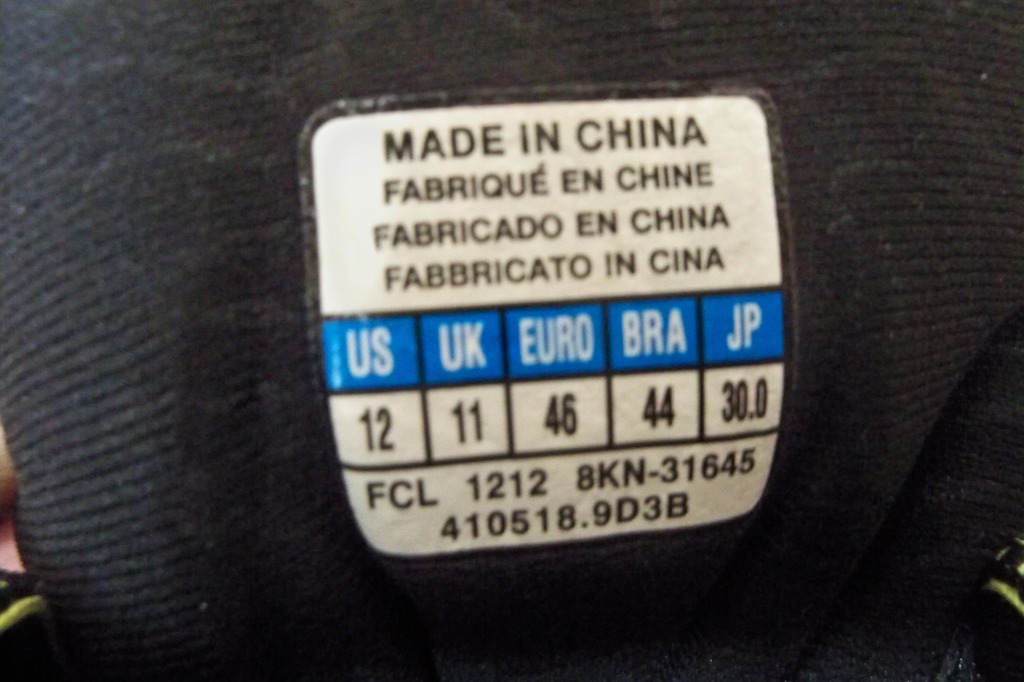 MADE IN CHINA
FABRIQUÉ EN CHINE
FABRICADO EN CHINA
FABBRICATO IN CINA
US UK EURO BRA JP
12 11 46 44 30.0
FCL 1212 8KN-31645
410518.9D3B